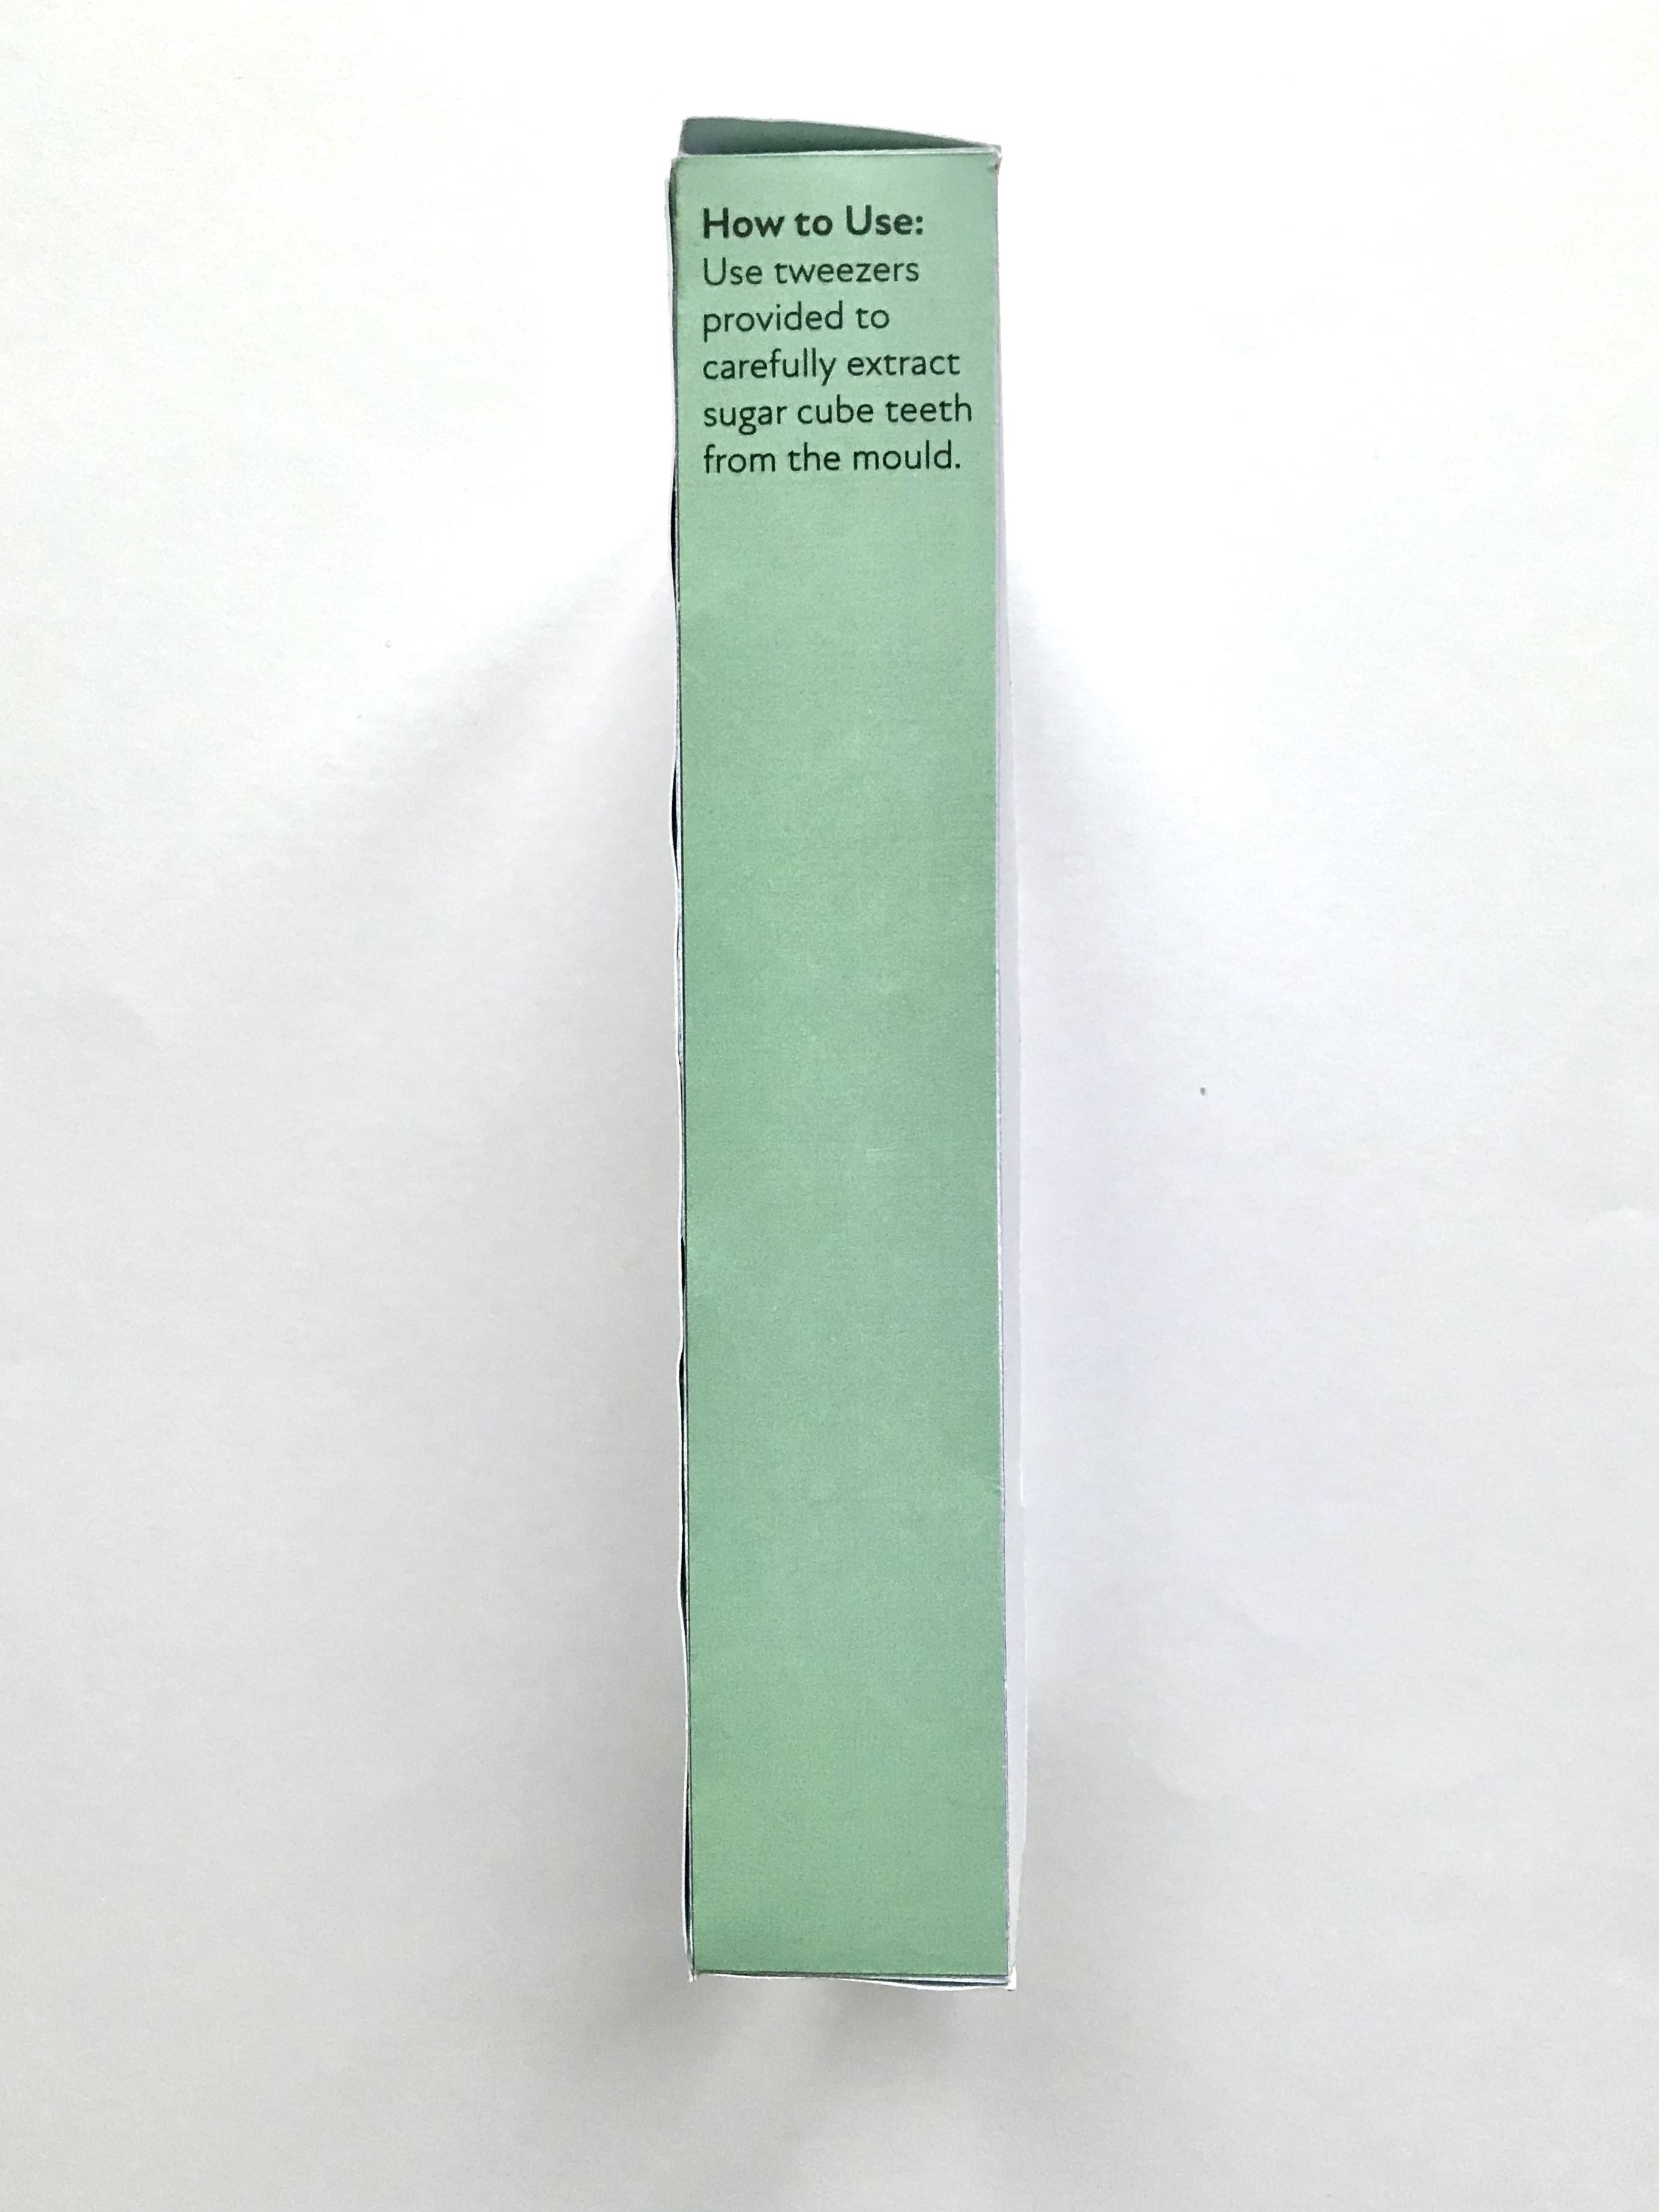 How to Use:
Use tweezers
provided to
carefully extract
sugar cube teeth
from the mould.